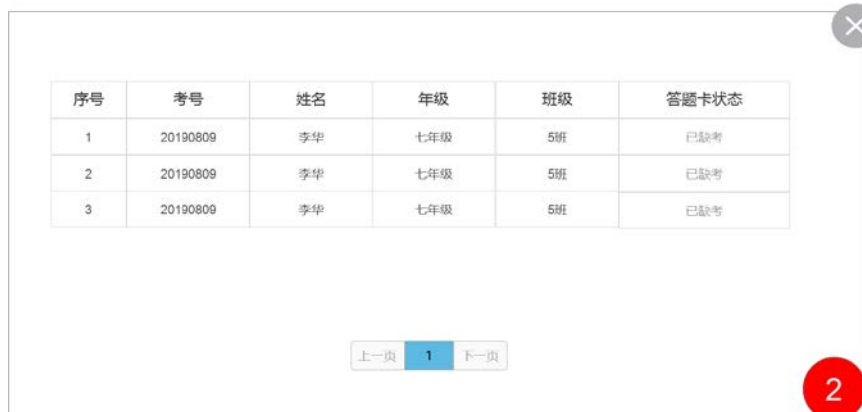 序号 考号 姓名 年级 班级 答题卡状态
1 20190809 李华 七年级 5班 已缺考
2 20190809 李华 七年级 5班 已缺考
3 20190809 李华 七年级 5班 已缺考
上一页 1 下一页
2